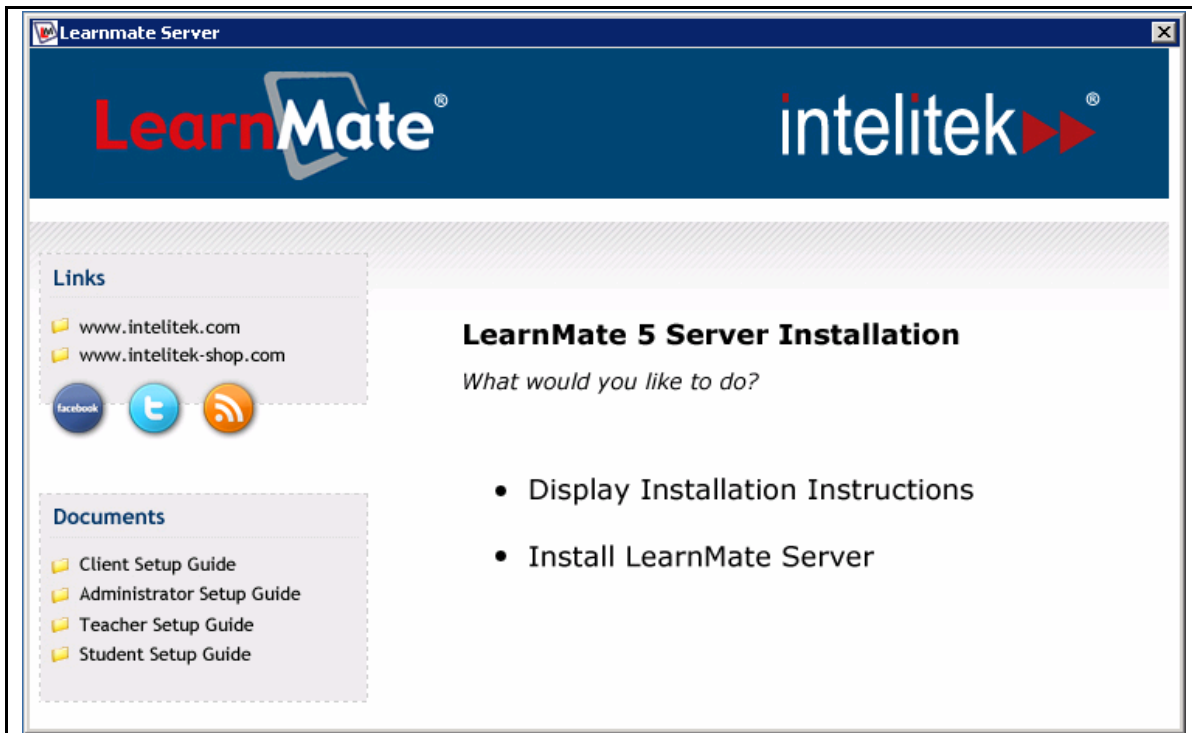 Learnmate Server
LearnMate®
intelitek®
Links
www.intelitek.com
www.intelitek-shop.com
facebook
Documents
Client Setup Guide
Administrator Setup Guide
Teacher Setup Guide
Student Setup Guide
LearnMate 5 Server Installation
What would you like to do?
• Display Installation Instructions
• Install LearnMate Server